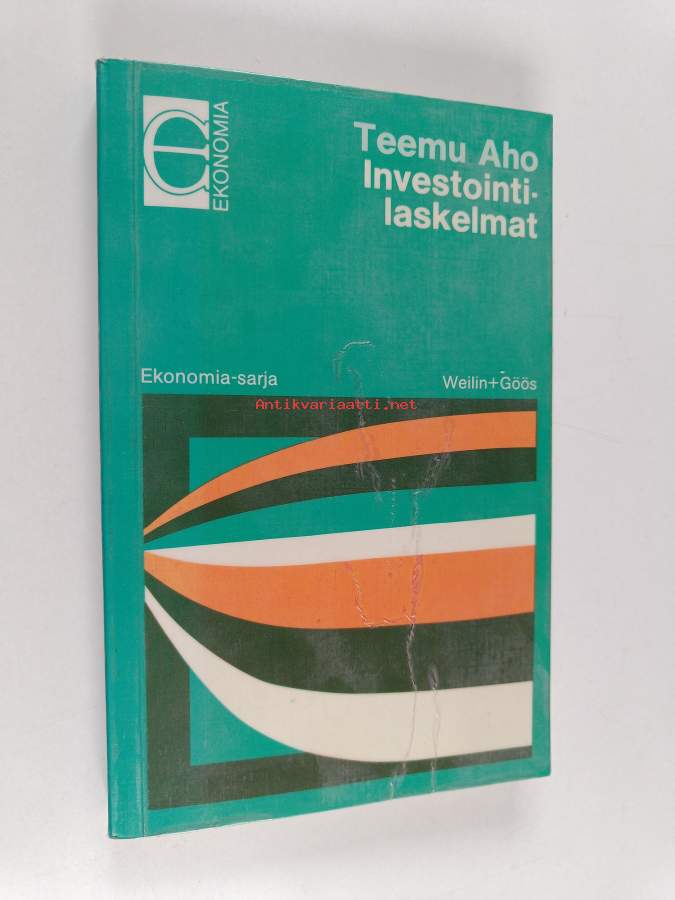 EKONOMIA
Teemu Aho
Investointi-
laskelmat
Ekonomia-sarja
Weilin+Göös
Antikvariaatti.net